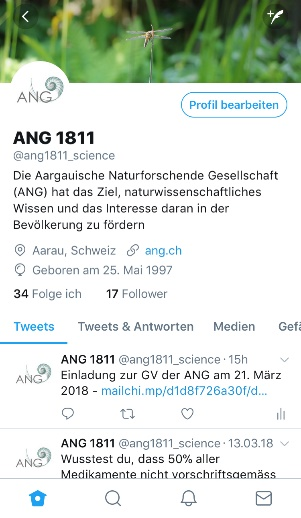 ANG
Profil bearbeiten
ANG 1811
@ang1811_science
Die Aargauische Naturforschende Gesellschaft
(ANG) hat das Ziel, naturwissenschaftliches
Wissen und das Interesse daran in der
Bevölkerung zu fördern
Aarau, Schweiz ang.ch
Geboren am 25. Mai 1997
34 Folge ich 17 Follower
Tweets Tweets & Antworten Medien Gefä
ANG
ANG 1811 @ang1811_science · 15h
Einladung zur GV der ANG am 21. März
2018 - mailchi.mp/d1d8f726a30f/d...
ANG
ANG 1811 @ang1811_science · 13.03.18
Wusstest du, dass 50% aller
Medikamente nicht vorschriftsgemäss